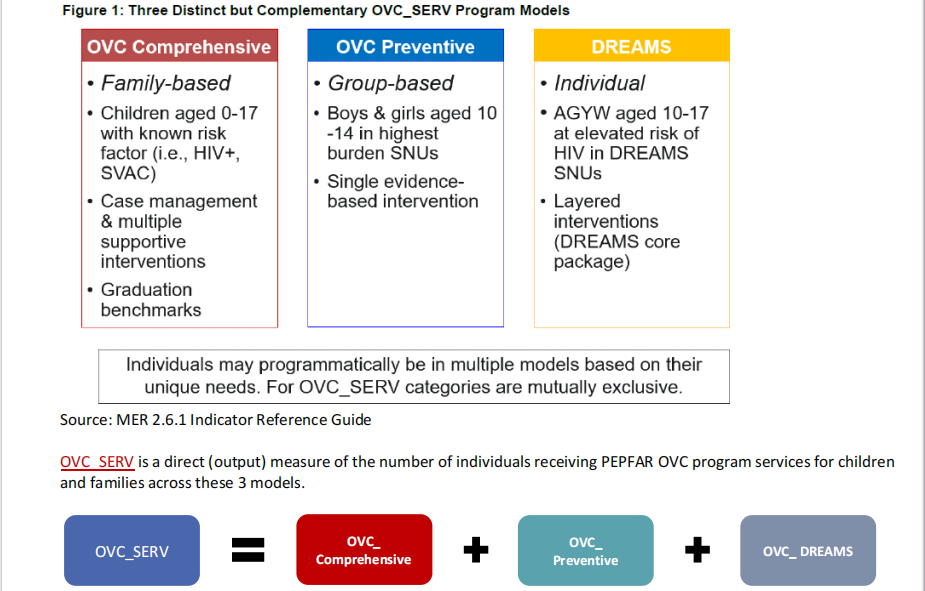 Figure 1: Three Distinct but Complementary OVC_SERV Program Models
OVC Comprehensive
• Family-based
• Children aged 0-17
with known risk
factor (i.e., HIV+,
SVAC)
• Case management
& multiple
supportive
interventions
• Graduation
benchmarks
OVC Preventive
• Group-based
• Boys & girls aged 10
-14 in highest
burden SNUs
• Single evidence-
based intervention
DREAMS
• Individual
• AGYW aged 10-17
at elevated risk of
HIV in DREAMS
SNUs
• Layered
interventions
(DREAMS core
package)
Individuals may programmatically be in multiple models based on their
unique needs. For OVC_SERV categories are mutually exclusive.
Source: MER 2.6.1 Indicator Reference Guide
OVC_SERV is a direct (output) measure of the number of individuals receiving PEPFAR OVC program services for children
and families across these 3 models.
OVC_SERV
=
OVC_
Comprehensive
+
OVC_
Preventive
+
OVC_ DREAMS